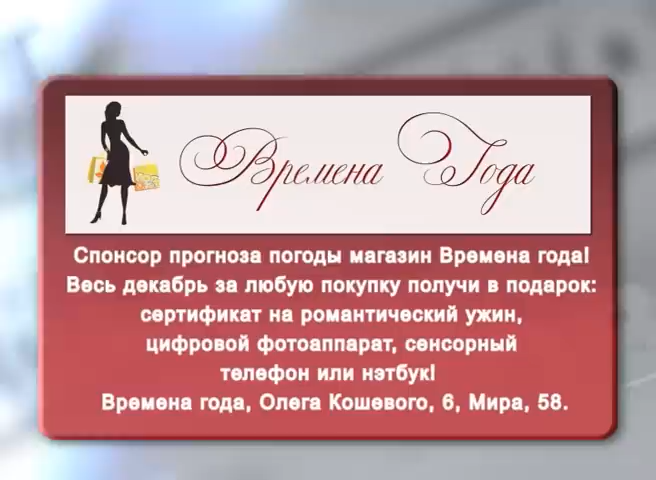 Времена Года
Спонсор прогноза погоды магазин Времена года!
Весь декабрь за любую покупку получи в подарок:
сертификат на романтический ужин,
цифровой фотоаппарат, сенсорный
телефон или нэтбук!
Времена года, Олега Кошевого, 6, Мира, 58.